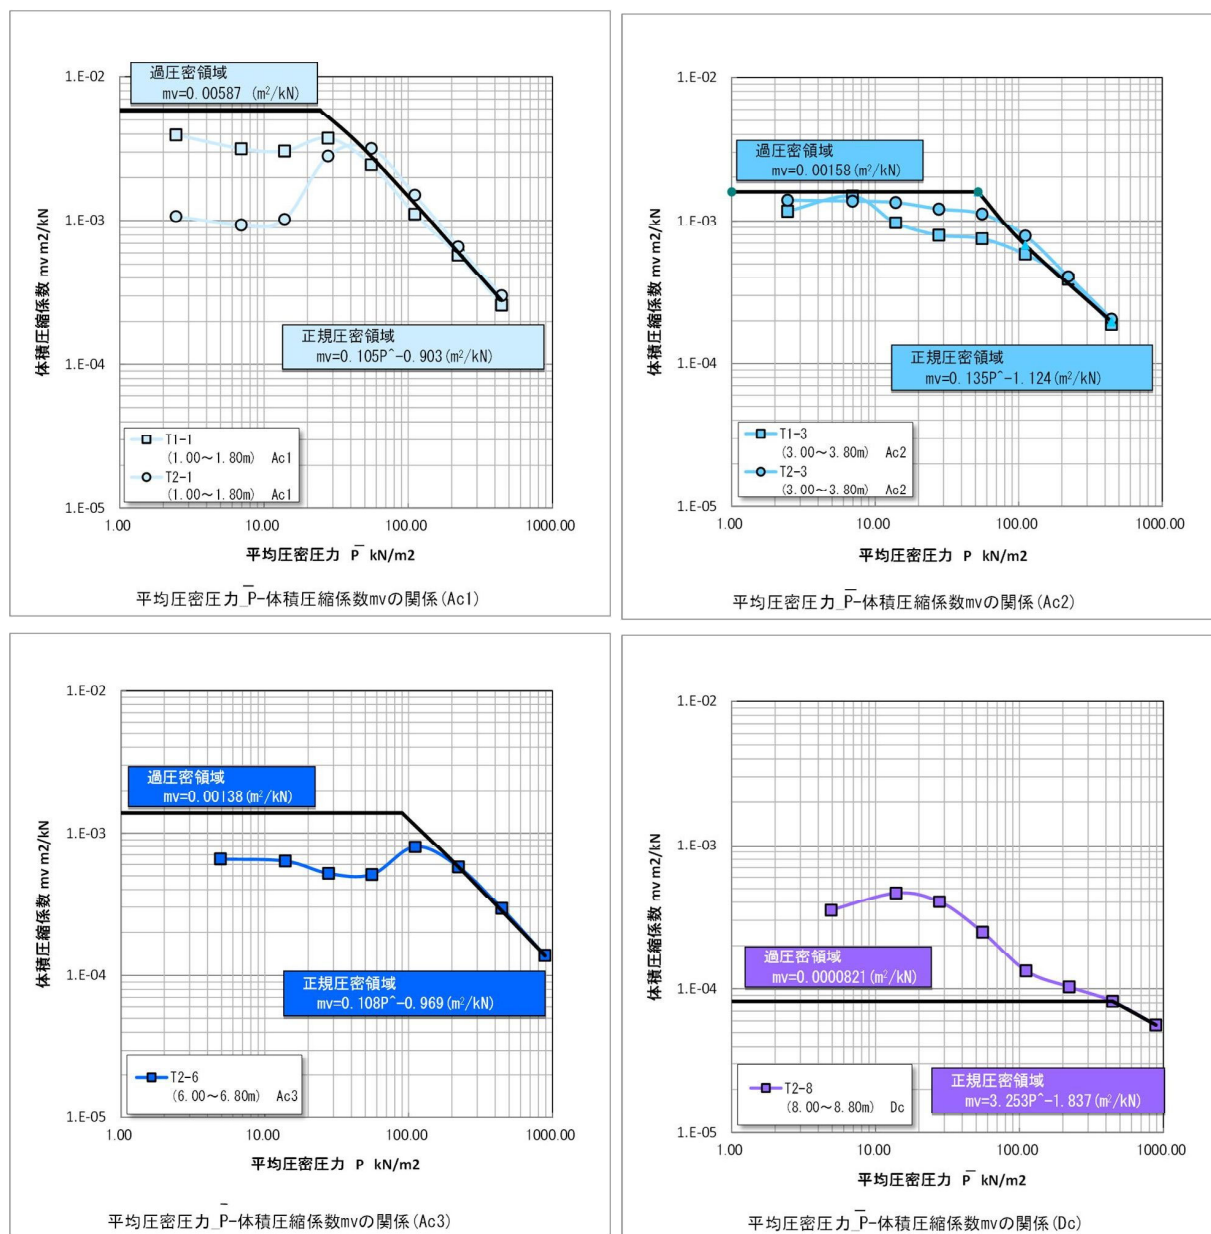 1.E-02
過圧密領域
mv=0.00587 (m²/kN)
1.E-03
体積圧縮係数 mv m2/kN
正規圧密領域
mv=0.105P^-0.903(m²/kN)
1.E-04
T1-1
(1.00～1.80m) Ac1
T2-1
(1.00～1.80m) Ac1
1.E-05
1.00 10.00 100.00 1000.00
平均圧密圧力 P̅ kN/m2
平均圧密圧力_P̅-体積圧縮係数mvの関係(Ac1)
1.E-02
過圧密領域
mv=0.00158(m²/kN)
1.E-03
体積圧縮係数 mv m2/kN
正規圧密領域
mv=0.135P^-1.124(m²/kN)
1.E-04
T1-3
(3.00～3.80m) Ac2
T2-3
(3.00～3.80m) Ac2
1.E-05
1.00 10.00 100.00 1000.00
平均圧密圧力 P kN/m2
平均圧密圧力_P̅-体積圧縮係数mvの関係(Ac2)
1.E-02
過圧密領域
mv=0.00138(m²/kN)
1.E-03
体積圧縮係数 mv m2/kN
1.E-04
正規圧密領域
mv=0.108P^-0.969(m²/kN)
T2-6
(6.00～6.80m) Ac3
1.E-05
1.00 10.00 100.00 1000.00
平均圧密圧力 P kN/m2
平均圧密圧力_P̅-体積圧縮係数mvの関係(Ac3)
1.E-02
1.E-03
体積圧縮係数 mv m2/kN
過圧密領域
mv=0.0000821(m²/kN)
1.E-04
正規圧密領域
mv=3.253P^-1.837(m²/kN)
T2-8
(8.00～8.80m) Dc
1.E-05
1.00 10.00 100.00 1000.00
平均圧密圧力 P̅ kN/m2
平均圧密圧力_P̅-体積圧縮係数mvの関係(Dc)